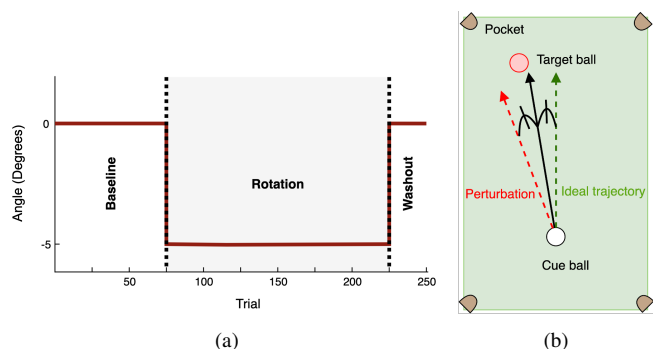 Angle (Degrees)
0
-5
Baseline
Rotation
Washout
50
100
150
200
250
Trial
(a)
Pocket
Target ball
Perturbation
Ideal trajectory
Cue ball
(b)